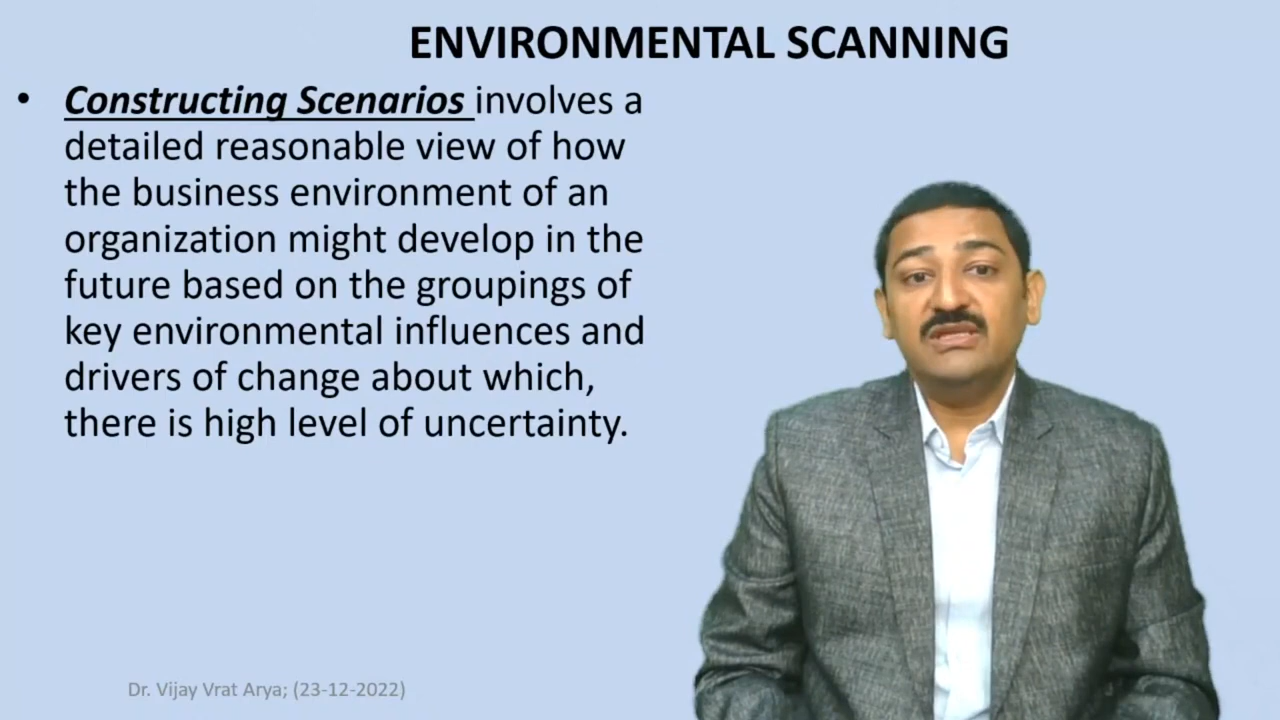 ENVIRONMENTAL SCANNING
• Constructing Scenarios involves a
detailed reasonable view of how
the business environment of an
organization might develop in the
future based on the groupings of
key environmental influences and
drivers of change about which,
there is high level of uncertainty.
Dr. Vijay Vrat Arya; (23-12-2022)